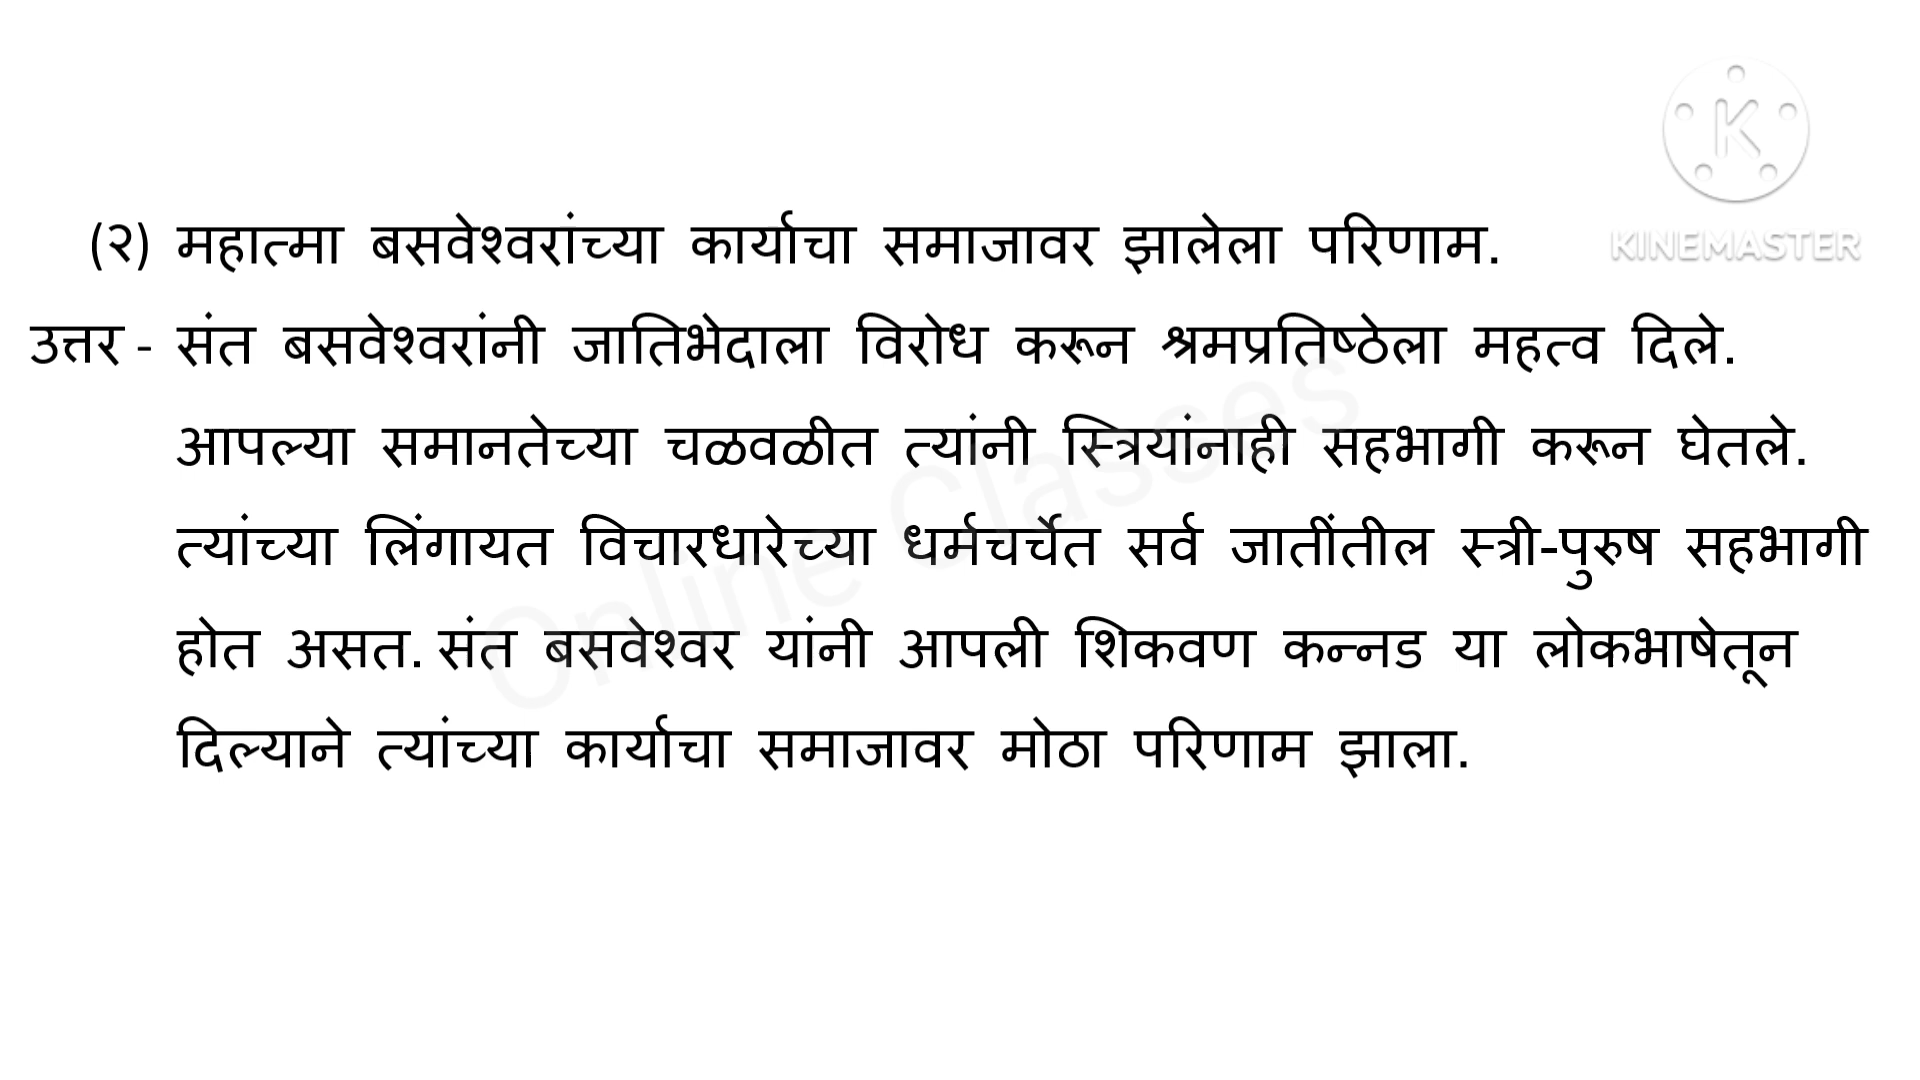 K
KINEMASTER
(२) महात्मा बसवेश्वरांच्या कार्याचा समाजावर झालेला परिणाम.
उत्तर - संत बसवेश्वरांनी जातिभेदाला विरोध करून श्रमप्रतिष्ठेला महत्व दिले.
आपल्या समानतेच्या चळवळीत त्यांनी स्त्रियांनाही सहभागी करून घेतले.
त्यांच्या लिंगायत विचारधारेच्या धर्मचर्चेत सर्व जातींतील स्त्री-पुरुष सहभागी
होत असत. संत बसवेश्वर यांनी आपली शिकवण कन्नड या लोकभाषेतून
दिल्याने त्यांच्या कार्याचा समाजावर मोठा परिणाम झाला.
Online Classes